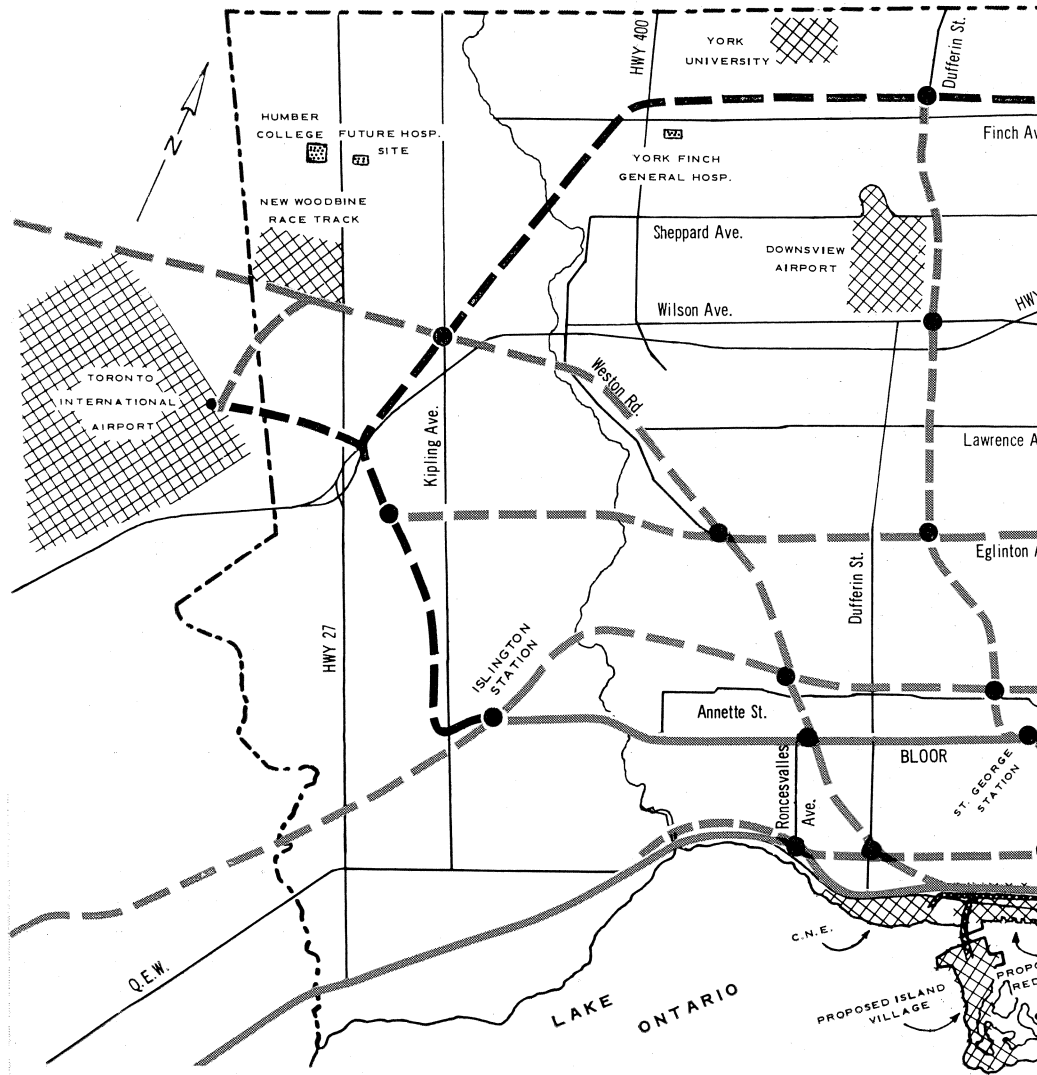 HWY 400
YORK
UNIVERSITY
Dufferin St.
N
HUMBER
COLLEGE
FUTURE HOSP.
SITE
Finch
YORK FINCH
GENERAL HOSP.
NEW WOODBINE
RACE TRACK
Sheppard Ave.
DOWNSVIEW
AIRPORT
Wilson Ave.
HWY
TORONTO
INTERNATIONAL
AIRPORT
Weston Rd.
Kipling Ave.
Lawrence
Eglinton
Dufferin St.
HWY 27
ISLINGTON
STATION
Annette St.
BLOOR
Roncesvalles
Ave.
ST. GEORGE
STATION
C.N.E.
Q.E.W.
LAKE ONTARIO
PROPOSED ISLAND
VILLAGE